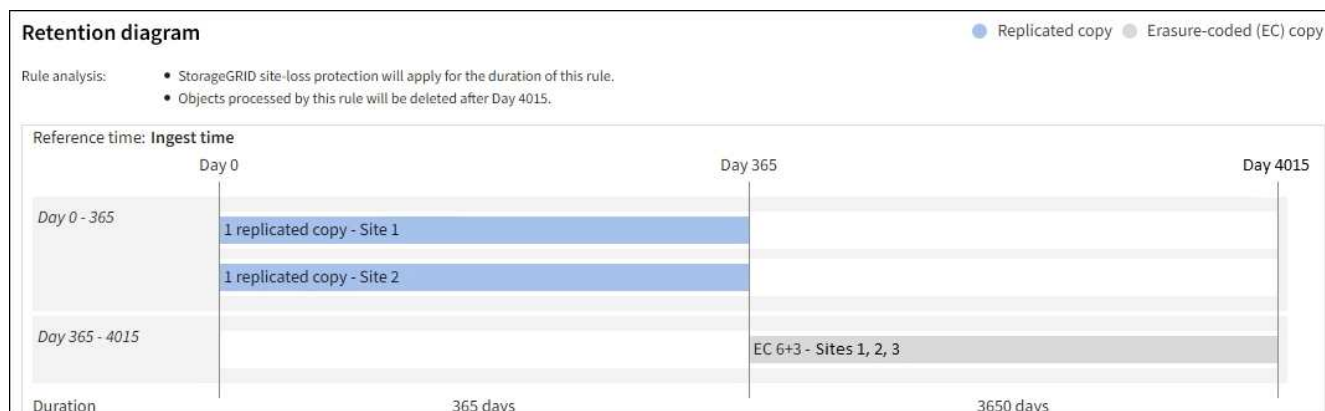 Retention diagram
Replicated copy
Erasure-coded (EC) copy
Rule analysis:
• StorageGRID site-loss protection will apply for the duration of this rule.
• Objects processed by this rule will be deleted after Day 4015.
Reference time: Ingest time
Day 0
Day 365
Day 4015
Day 0 - 365
1 replicated copy - Site 1
1 replicated copy - Site 2
Day 365 - 4015
EC 6+3 - Sites 1, 2, 3
Duration
365 days
3650 days